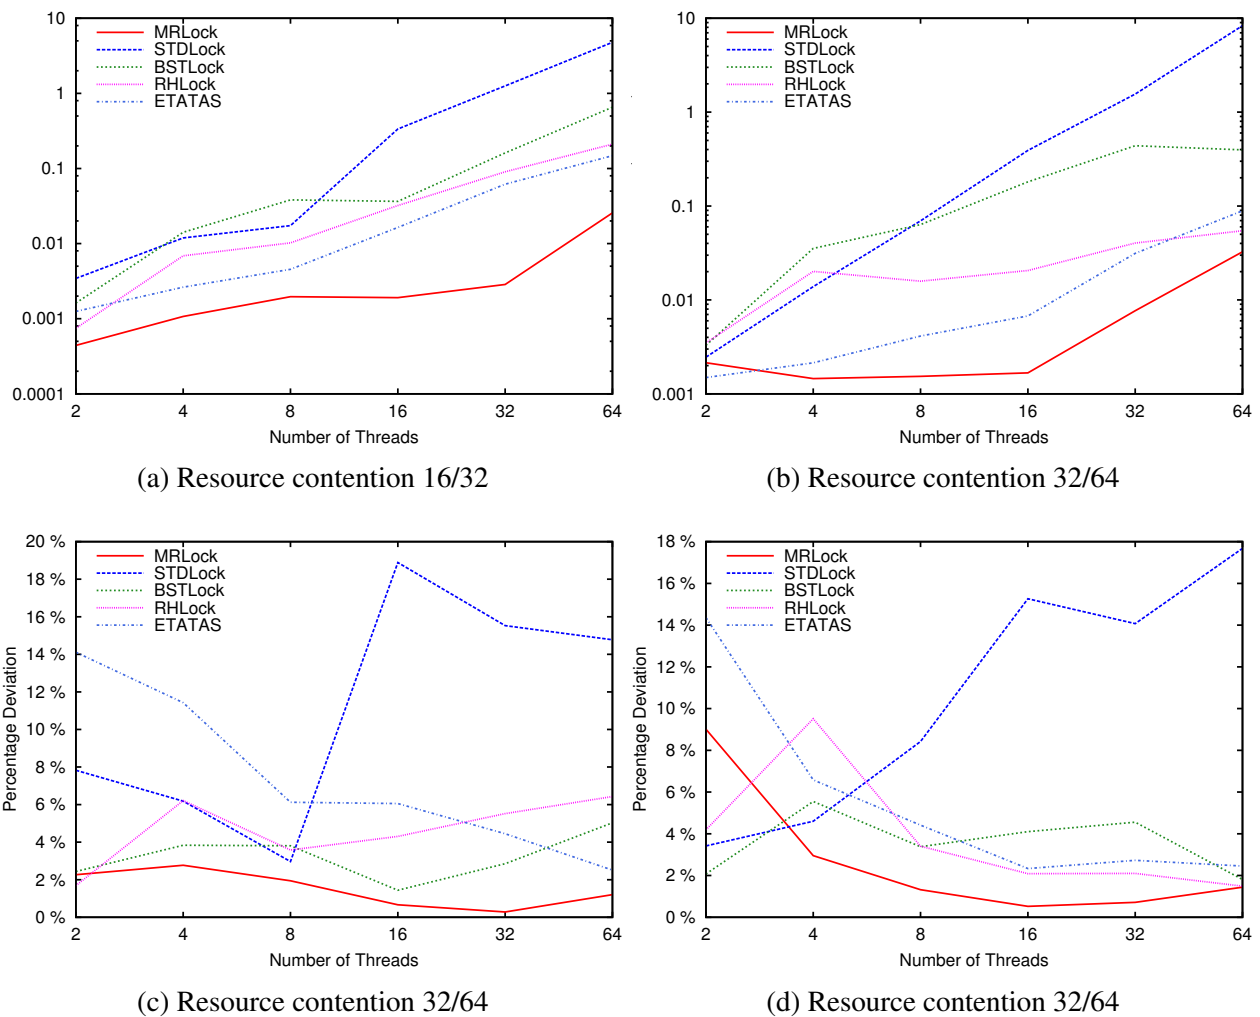 10
1
0.1
0.01
0.001
0.0001
MRLock
STDLock
BSTLock
RHLock
ETATAS
2 4 8 16 32 64
Number of Threads
(a) Resource contention 16/32
10
1
0.1
0.01
0.001
MRLock
STDLock
BSTLock
RHLock
ETATAS
2 4 8 16 32 64
Number of Threads
(b) Resource contention 32/64
Percentage Deviation
20 %
18 %
16 %
14 %
12 %
10 %
8 %
6 %
4 %
2 %
0 %
MRLock
STDLock
BSTLock
RHLock
ETATAS
2 4 8 16 32 64
Number of Threads
(c) Resource contention 32/64
Percentage Deviation
18 %
16 %
14 %
12 %
10 %
8 %
6 %
4 %
2 %
0 %
MRLock
STDLock
BSTLock
RHLock
ETATAS
2 4 8 16 32 64
Number of Threads
(d) Resource contention 32/64